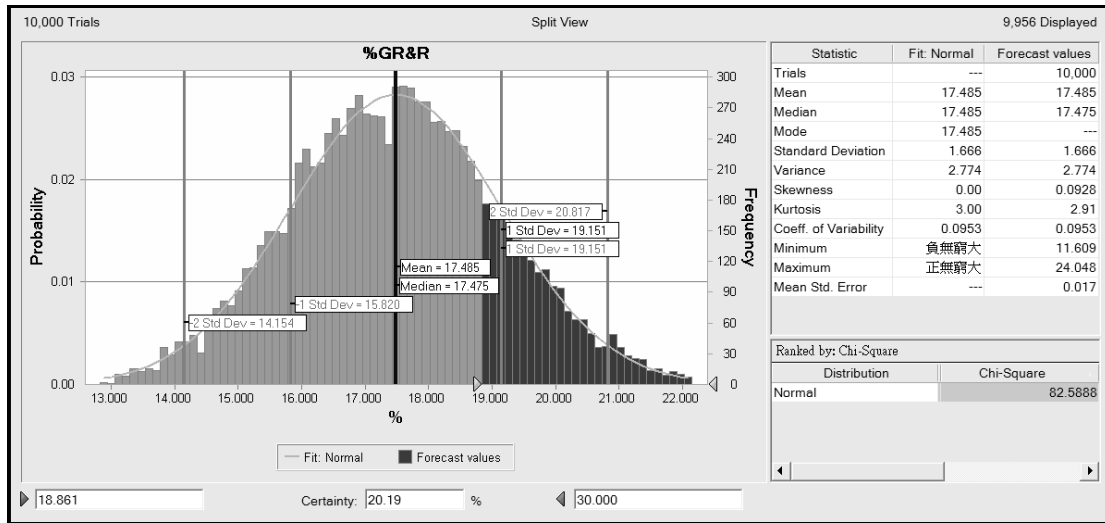 10,000 Trials Split View 9,956 Displayed
%GR&R
Probability
0.03
0.02
0.01
0.00
300
270
240
210
180
150
120
90
60
30
0
Frequency
2 Std Dev = 20.817
1 Std Dev = 19.151
1 Std Dev = 19.151
Mean = 17.485
Median = 17.475
-1 Std Dev = 15.820
-2 Std Dev = 14.154
13.000 14.000 15.000 16.000 17.000 18.000 19.000 20.000 21.000 22.000
%
Fit: Normal Forecast values
Statistic Fit: Normal Forecast values
Trials --- 10,000
Mean 17.485 17.485
Median 17.485 17.475
Mode 17.485 ---
Standard Deviation 1.666 1.666
Variance 2.774 2.774
Skewness 0.00 0.0928
Kurtosis 3.00 2.91
Coeff. of Variability 0.0953 0.0953
Minimum 負無窮大 11.609
Maximum 正無窮大 24.048
Mean Std. Error --- 0.017
Ranked by: Chi-Square
Distribution Chi-Square
Normal 82.5888
18.861 Certainty: 20.19 % 30.000